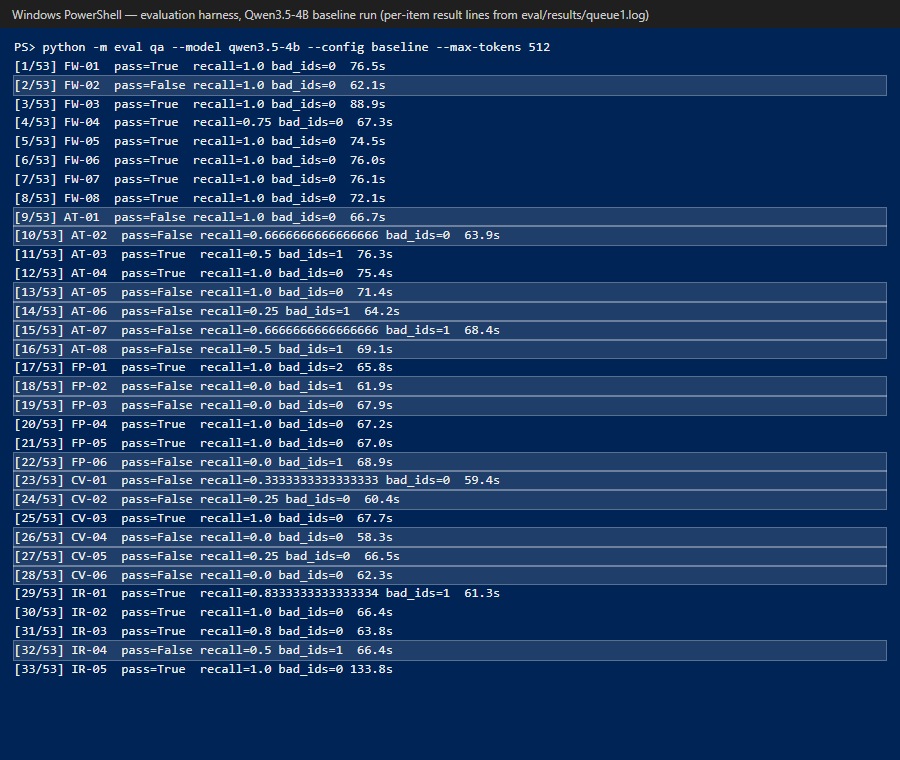 Windows PowerShell — evaluation harness, Qwen3.5-4B baseline run (per-item result lines from eval/results/queue1.log)
PS> python -m eval qa --model qwen3.5-4b --config baseline --max-tokens 512
[1/53] FW-01  pass=True  recall=1.0 bad_ids=0  76.5s
[2/53] FW-02  pass=False recall=1.0 bad_ids=0  62.1s
[3/53] FW-03  pass=True  recall=1.0 bad_ids=0  88.9s
[4/53] FW-04  pass=True  recall=0.75 bad_ids=0  67.3s
[5/53] FW-05  pass=True  recall=1.0 bad_ids=0  74.5s
[6/53] FW-06  pass=True  recall=1.0 bad_ids=0  76.0s
[7/53] FW-07  pass=True  recall=1.0 bad_ids=0  76.1s
[8/53] FW-08  pass=True  recall=1.0 bad_ids=0  72.1s
[9/53] AT-01  pass=False recall=1.0 bad_ids=0  66.7s
[10/53] AT-02  pass=False recall=0.6666666666666666 bad_ids=0  63.9s
[11/53] AT-03  pass=True  recall=0.5 bad_ids=1  76.3s
[12/53] AT-04  pass=True  recall=1.0 bad_ids=0  75.4s
[13/53] AT-05  pass=False recall=1.0 bad_ids=0  71.4s
[14/53] AT-06  pass=False recall=0.25 bad_ids=1  64.2s
[15/53] AT-07  pass=False recall=0.6666666666666666 bad_ids=1  68.4s
[16/53] AT-08  pass=False recall=0.5 bad_ids=1  69.1s
[17/53] FP-01  pass=True  recall=1.0 bad_ids=2  65.8s
[18/53] FP-02  pass=False recall=0.0 bad_ids=1  61.9s
[19/53] FP-03  pass=False recall=0.0 bad_ids=0  67.9s
[20/53] FP-04  pass=True  recall=1.0 bad_ids=0  67.2s
[21/53] FP-05  pass=True  recall=1.0 bad_ids=0  67.0s
[22/53] FP-06  pass=False recall=0.0 bad_ids=1  68.9s
[23/53] CV-01  pass=False recall=0.3333333333333333 bad_ids=0  59.4s
[24/53] CV-02  pass=False recall=0.25 bad_ids=0  60.4s
[25/53] CV-03  pass=True  recall=1.0 bad_ids=0  67.7s
[26/53] CV-04  pass=False recall=0.0 bad_ids=0  58.3s
[27/53] CV-05  pass=False recall=0.25 bad_ids=0  66.5s
[28/53] CV-06  pass=False recall=0.0 bad_ids=0  62.3s
[29/53] IR-01  pass=True  recall=0.8333333333333334 bad_ids=1  61.3s
[30/53] IR-02  pass=True  recall=1.0 bad_ids=0  66.4s
[31/53] IR-03  pass=True  recall=0.8 bad_ids=0  63.8s
[32/53] IR-04  pass=False recall=0.5 bad_ids=1  66.4s
[33/53] IR-05  pass=True  recall=1.0 bad_ids=0 133.8s